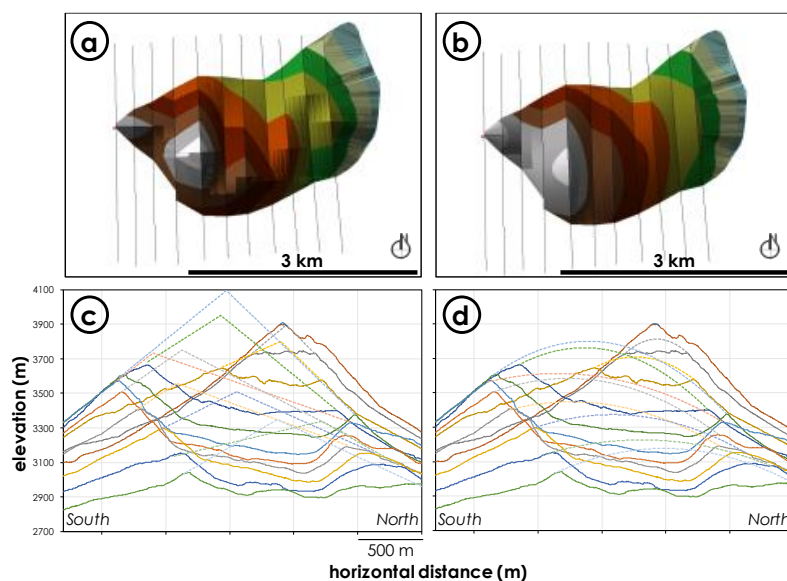 a
b
N
N
3 km
3 km
c
d
4100
3900
3700
3500
3300
3100
2900
2700
elevation (m)
South
North
South
North
500 m
horizontal distance (m)